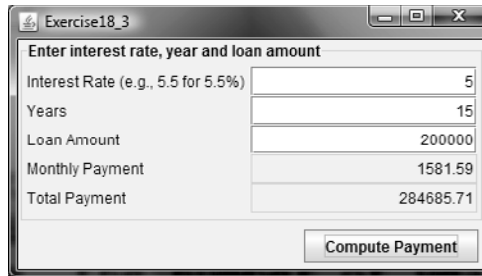 Exercise18_3
Enter interest rate, year and loan amount
Interest Rate (e.g., 5.5 for 5.5%) 5
Years 15
Loan Amount 200000
Monthly Payment 1581.59
Total Payment 284685.71
Compute Payment